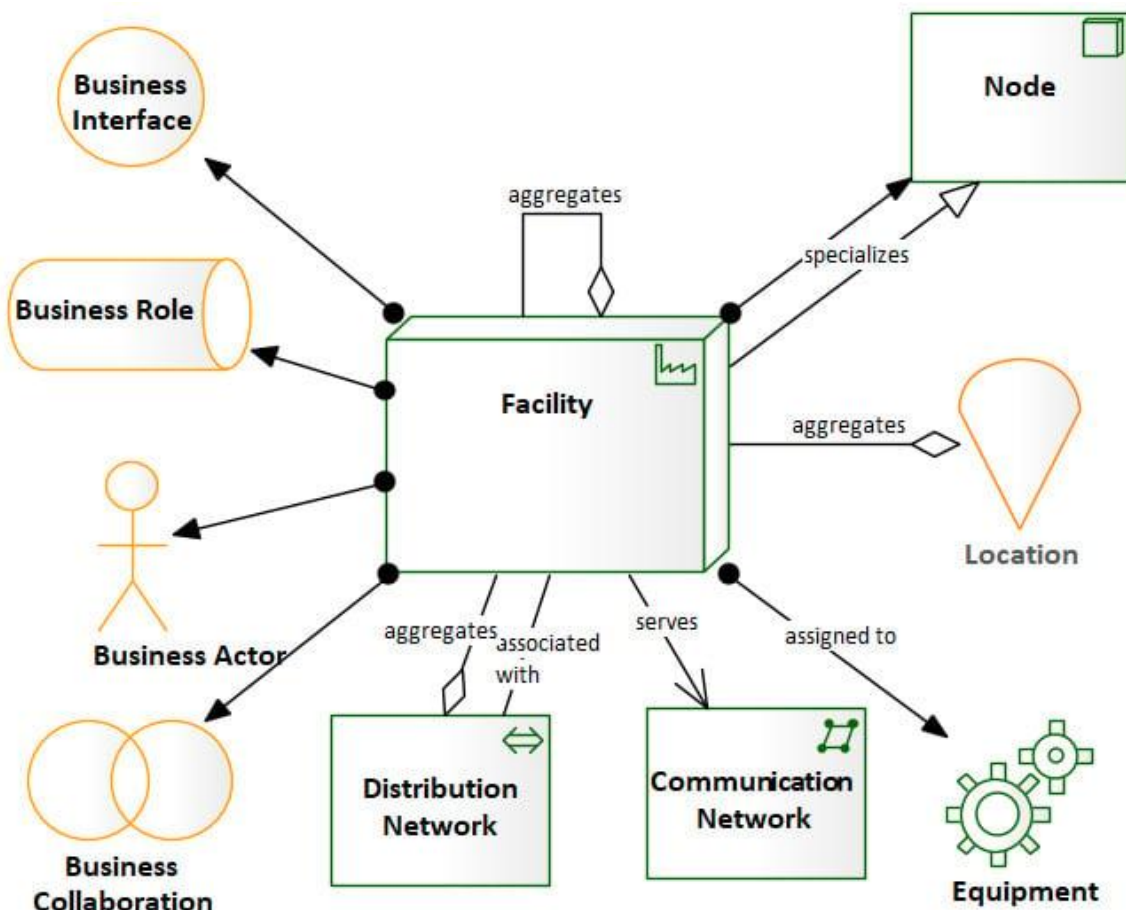 Business
Interface
Node
aggregates
specializes
Business Role
Facility
aggregates
Location
Business Actor
aggregates
associated
with
serves
assigned to
Distribution
Network
Communication
Network
Business
Collaboration
Equipment